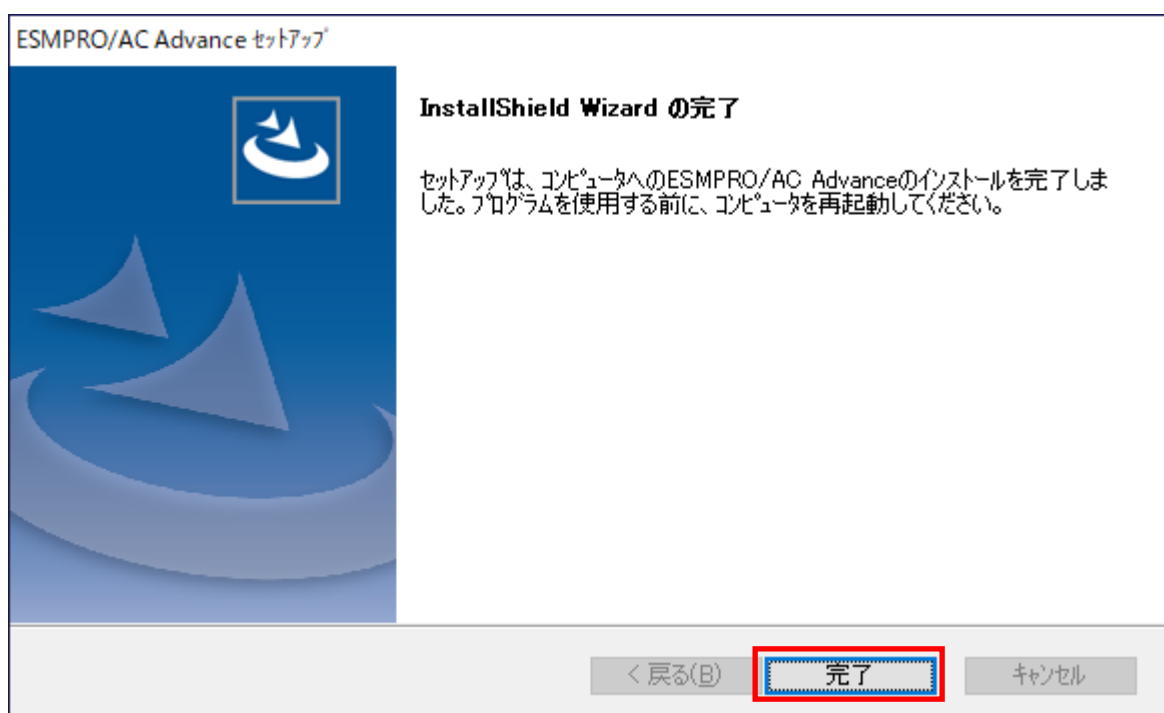 ESMPRO/AC Advance ｾｯﾄｱｯﾌﾟ
InstallShield Wizard の完了
ｾｯﾄｱｯﾌﾟは、ｺﾝﾋﾟｭｰﾀへのESMPRO/AC Advanceのｲﾝｽﾄｰﾙを完了しま
した。ﾌﾟﾛｸﾞﾗﾑを使用する前に、ｺﾝﾋﾟｭｰﾀを再起動してください。
< 戻る(B)
完了
ｷｬﾝｾﾙ